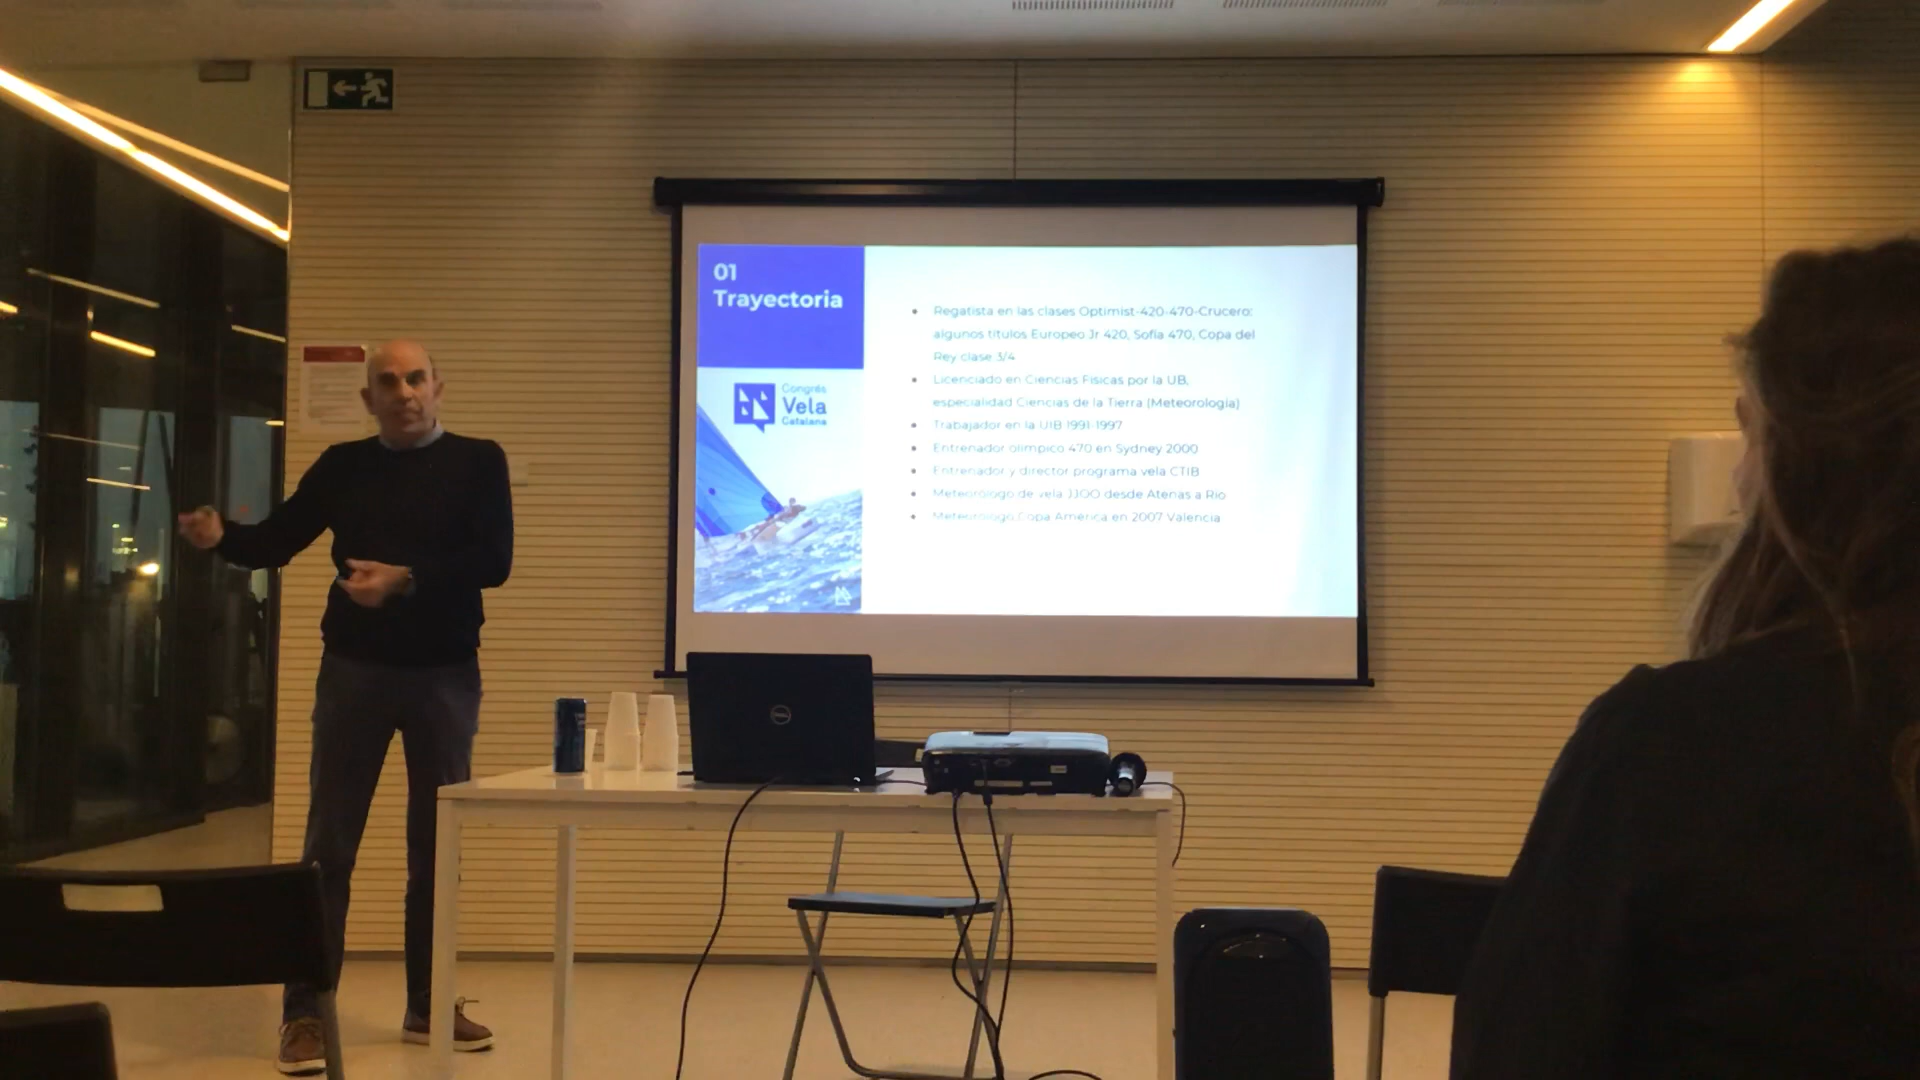 01
Trayectoria
Congrés
Vela
Catalana
Regatista en las clases Optimist-420-470-Crucero:
algunos títulos Europeo Jr 420, Sofía 470, Copa del
Rey clase 3/4
Licenciado en Ciencias Físicas por la UB,
especialidad Ciencias de la Tierra (Meteorología)
Trabajador en la UIB 1991-1997
Entrenador olímpico 470 en Sydney 2000
Entrenador y director programa vela CTIB
Meteorólogo de vela JJOO desde Atenas a Rio
Meteorólogo Copa América en 2007 Valencia
DELL